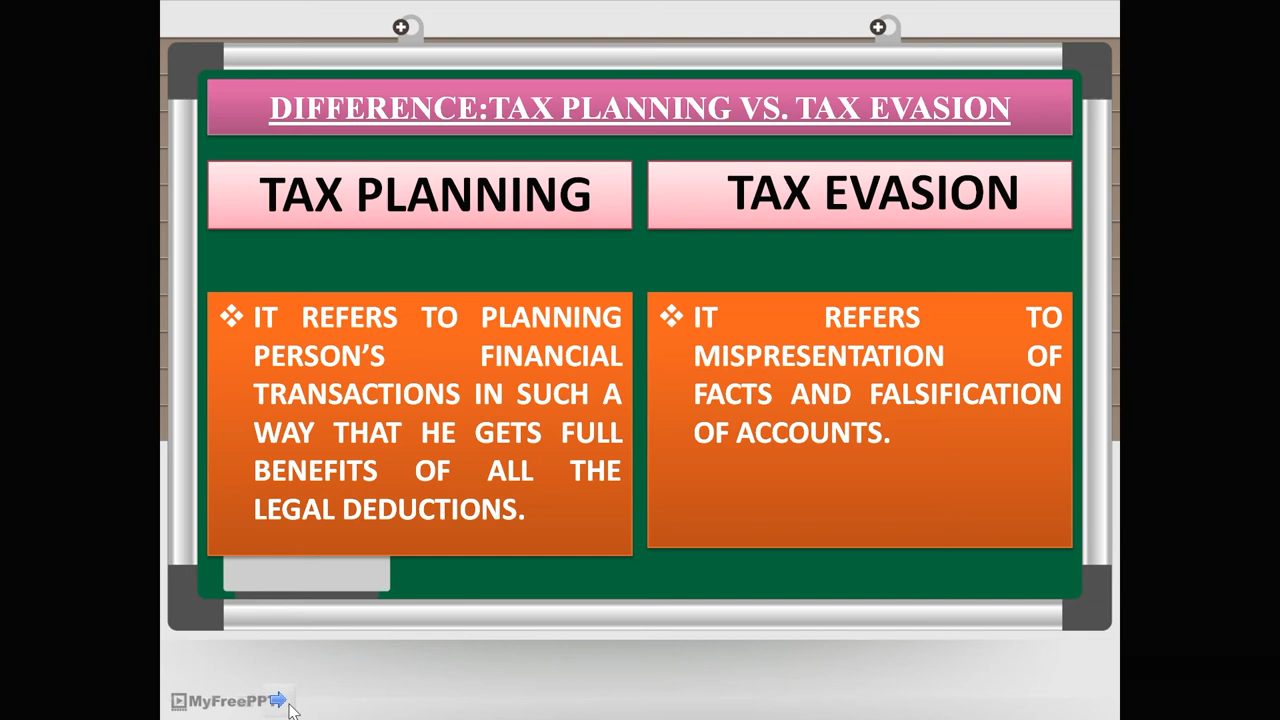 DIFFERENCE:TAX PLANNING VS. TAX EVASION
TAX PLANNING
IT REFERS TO PLANNING
PERSON'S FINANCIAL
TRANSACTIONS IN SUCH A
WAY THAT HE GETS FULL
BENEFITS OF ALL THE
LEGAL DEDUCTIONS.
TAX EVASION
IT REFERS TO
MISPRESENTATION OF
FACTS AND FALSIFICATION
OF ACCOUNTS.
MyFreePP